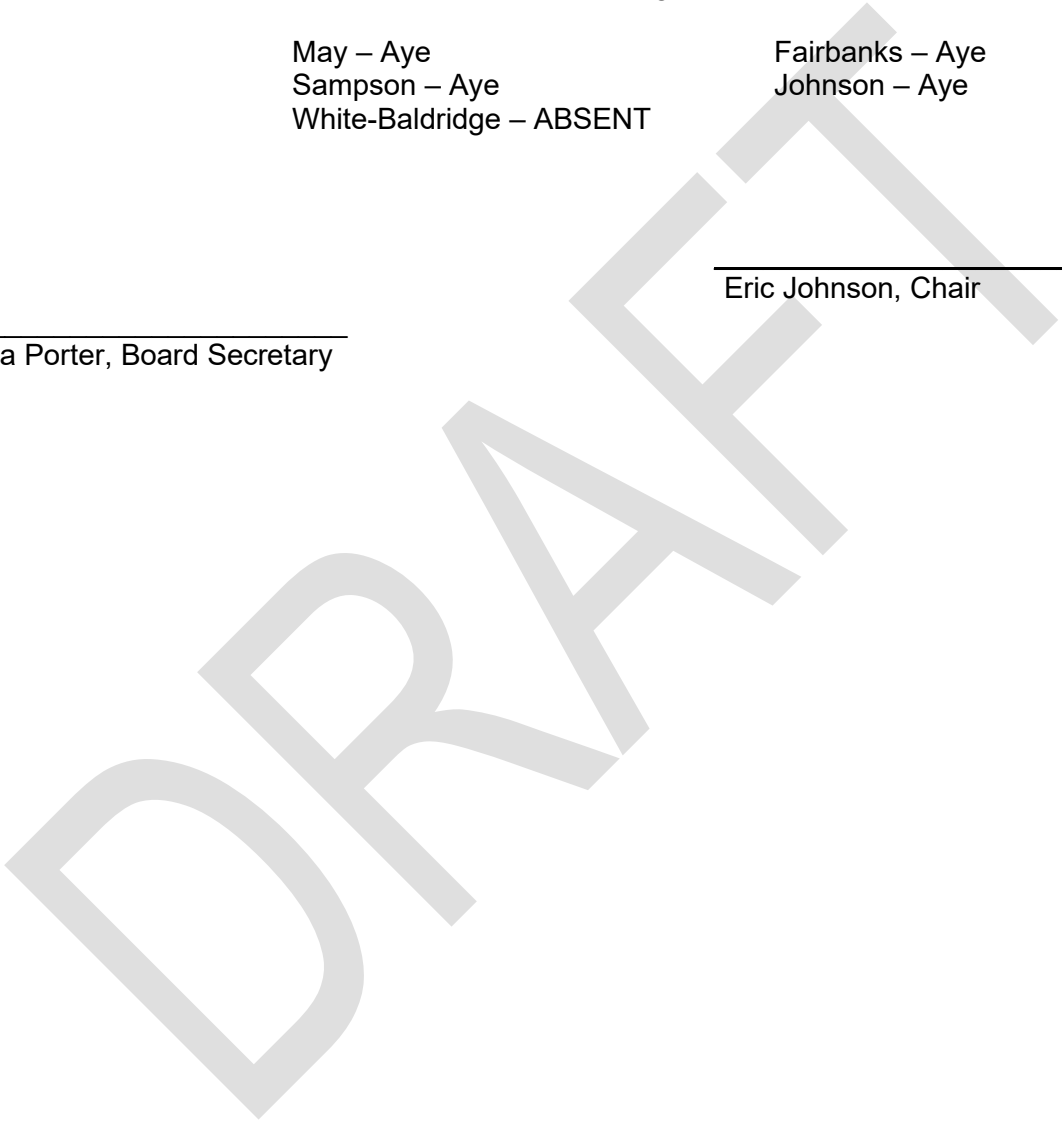 May – Aye Fairbanks – Aye
Sampson – Aye Johnson – Aye
White-Baldridge – ABSENT
Eric Johnson, Chair
a Porter, Board Secretary
DRAFT